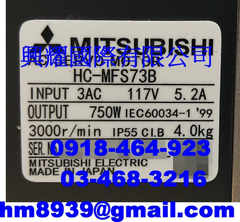 MITSUBISHI
興耀國際有限公司
HC-MFS73B
INPUT 3AC 117V 5.2A
OUTPUT 750W IEC60034-1 '99
3000r/min IP55 CI.B 4.0kg
SER.NO.
0918-464-923
MITSUBISHI ELECTRIC
MADE IN JAPAN
03-468-3216
hm8939@gmail.com